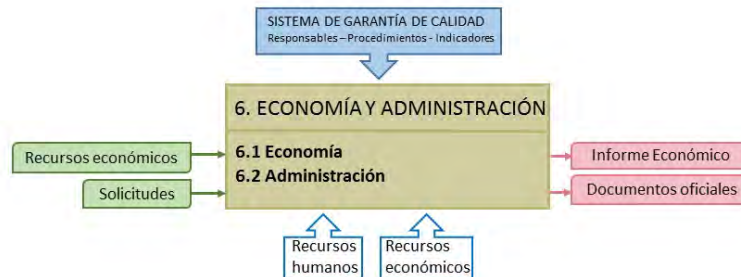 SISTEMA DE GARANTÍA DE CALIDAD
Responsables – Procedimientos - Indicadores
6. ECONOMÍA Y ADMINISTRACIÓN
6.1 Economía
6.2 Administración
Recursos económicos
Solicitudes
Informe Económico
Documentos oficiales
Recursos
humanos
Recursos
económicos